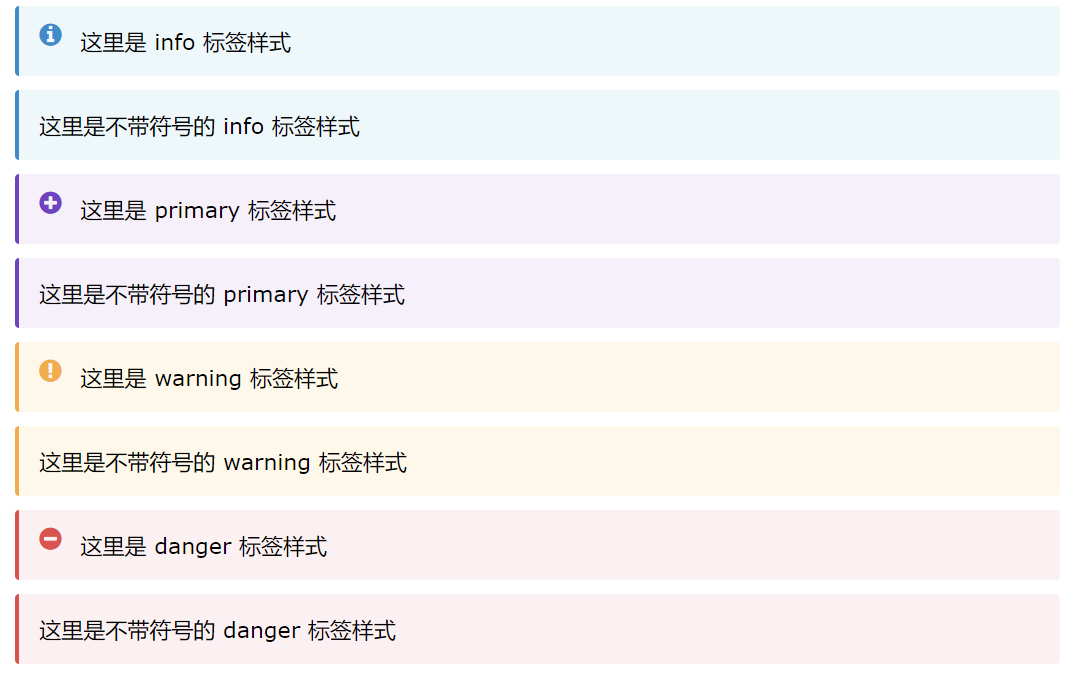 这里是 info 标签样式
这里是不带符号的 info 标签样式
这里是 primary 标签样式
这里是不带符号的 primary 标签样式
这里是 warning 标签样式
这里是不带符号的 warning 标签样式
这里是 danger 标签样式
这里是不带符号的 danger 标签样式